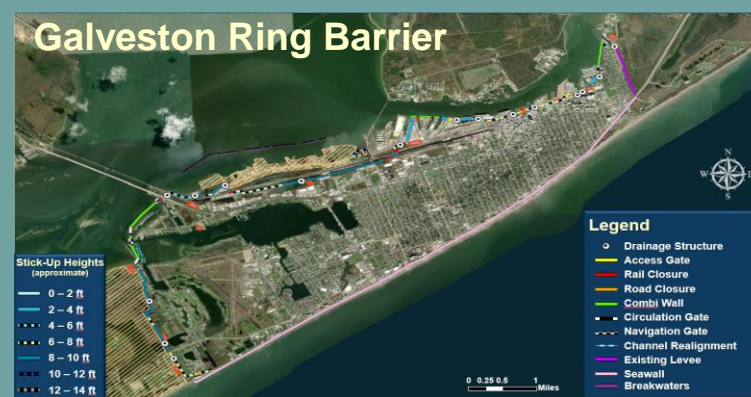 Galveston Ring Barrier
N
W
E
S
Legend
Drainage Structure
Access Gate
Rail Closure
Road Closure
Combi Wall
Circulation Gate
Navigation Gate
Channel Realignment
Existing Levee
Seawall
Breakwaters
Stick-Up Heights
(approximate)
0 – 2 ft
2 – 4 ft
4 – 6 ft
6 – 8 ft
8 – 10 ft
10 – 12 ft
12 – 14 ft
0 0.25 0.5 1
Miles